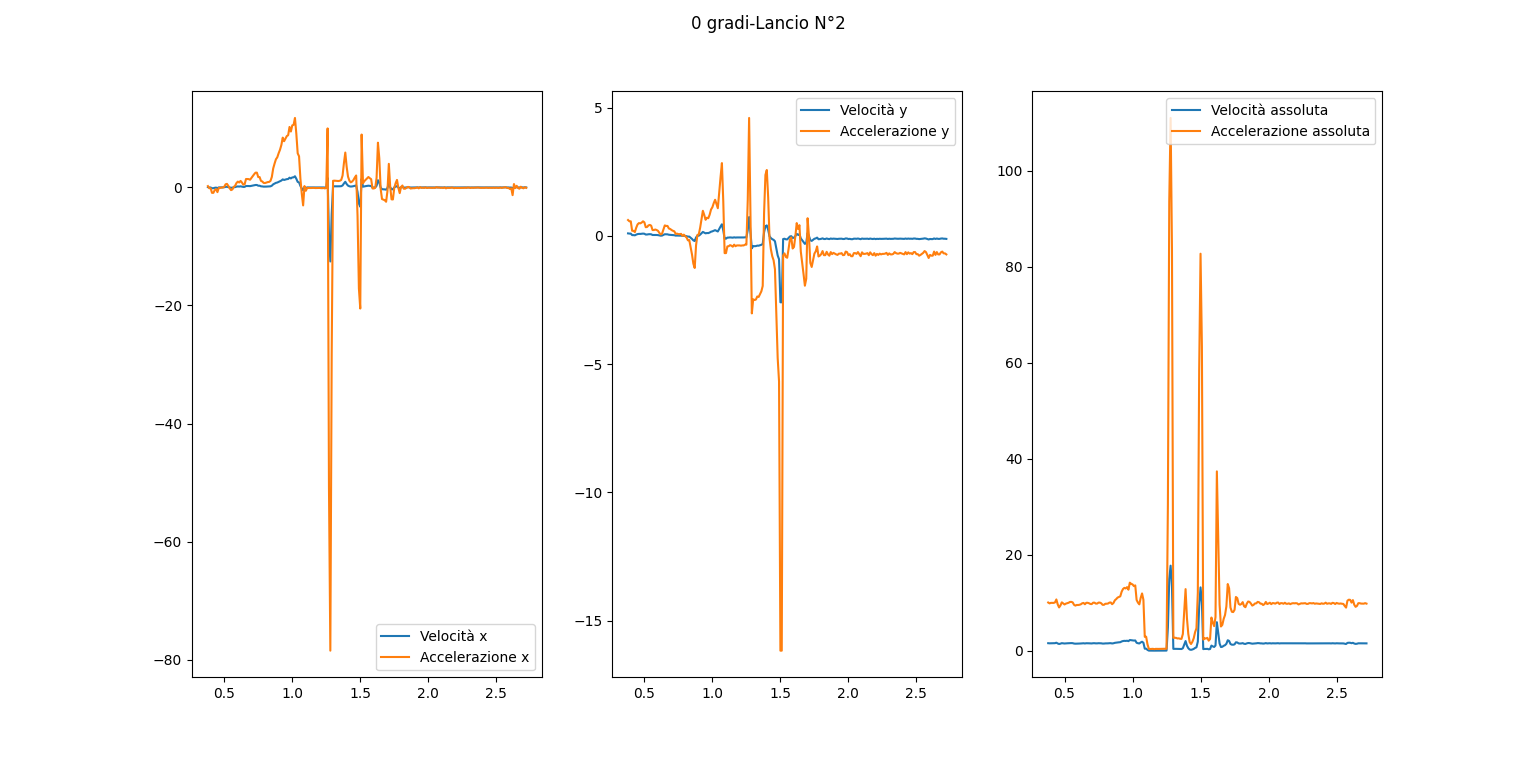 0 gradi-Lancio N°2
0
−20
−40
−60
−80
0.5 1.0 1.5 2.0 2.5
Velocità x
Accelerazione x
5
0
−5
−10
−15
0.5 1.0 1.5 2.0 2.5
Velocità y
Accelerazione y
100
80
60
40
20
0
0.5 1.0 1.5 2.0 2.5
Velocità assoluta
Accelerazione assoluta